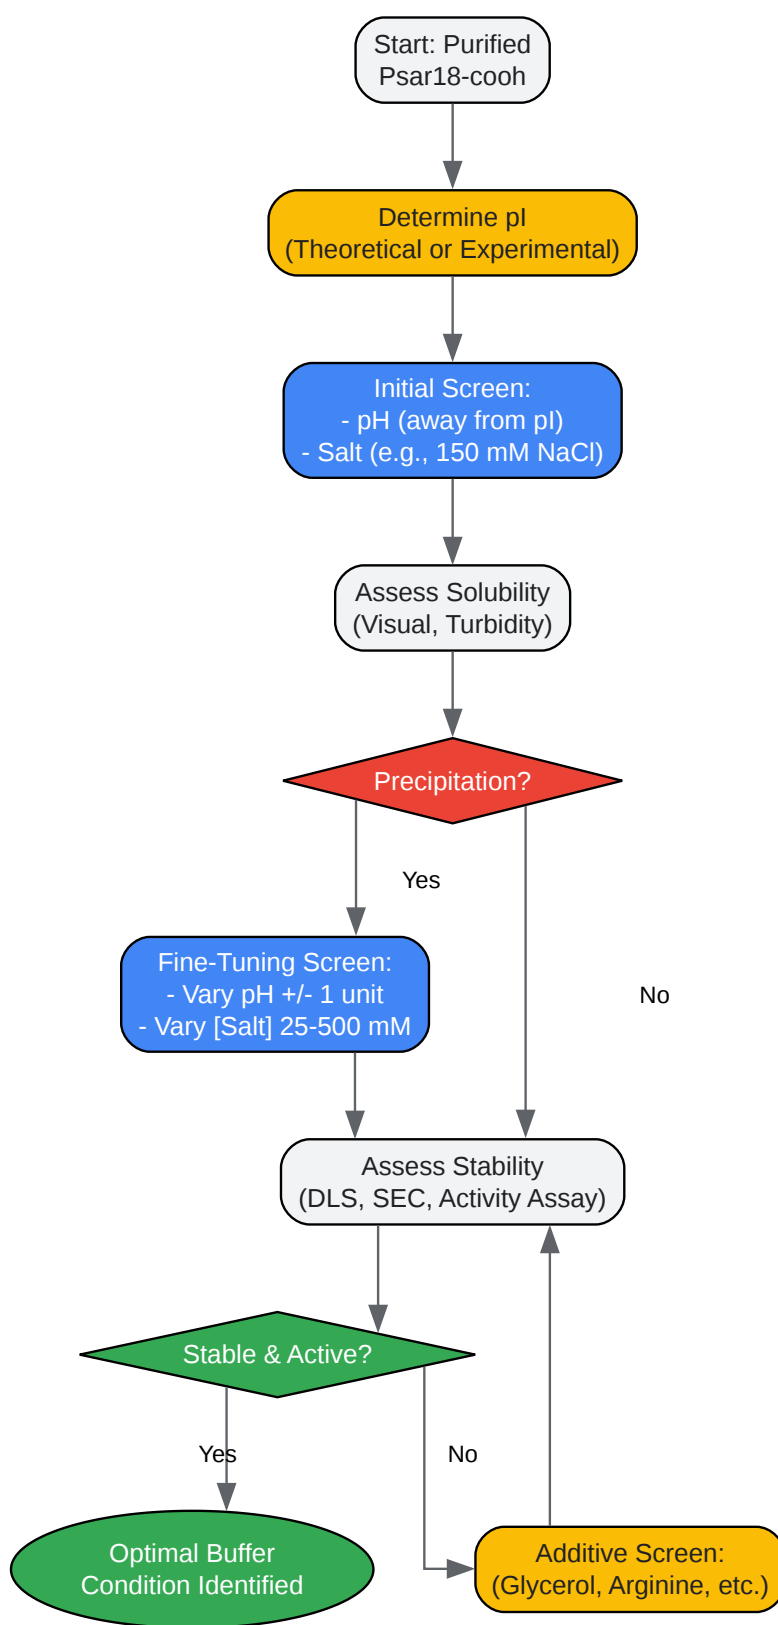 Start: Purified
Psar18-cooh
Determine pI
(Theoretical or Experimental)
Initial Screen:
- pH (away from pI)
- Salt (e.g., 150 mM NaCl)
Assess Solubility
(Visual, Turbidity)
Precipitation?
Yes
Fine-Tuning Screen:
- Vary pH +/- 1 unit
- Vary [Salt] 25-500 mM
No
Assess Stability
(DLS, SEC, Activity Assay)
Stable & Active?
Yes
No
Optimal Buffer
Condition Identified
Additive Screen:
(Glycerol, Arginine, etc.)